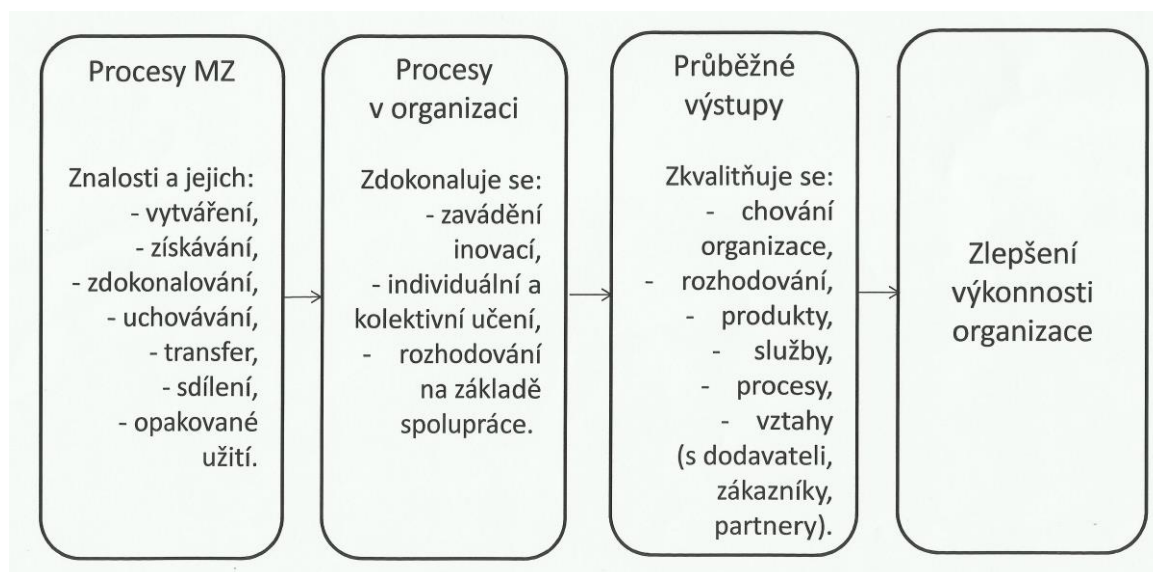 Procesy MZ
Znalosti a jejich:
- vytváření,
- získávání,
- zdokonalování,
- uchovávání,
- transfer,
- sdílení,
- opakované
užití.
Procesy
v organizaci
Zdokonaluje se:
- zavádění
inovací,
- individuální a
kolektivní učení,
- rozhodování
na základě
spolupráce.
Průběžné
výstupy
Zkvalitňuje se:
- chování
organizace,
- rozhodování,
- produkty,
- služby,
- procesy,
- vztahy
(s dodavateli,
zákazníky,
partnery).
Zlepšení
výkonnosti
organizace